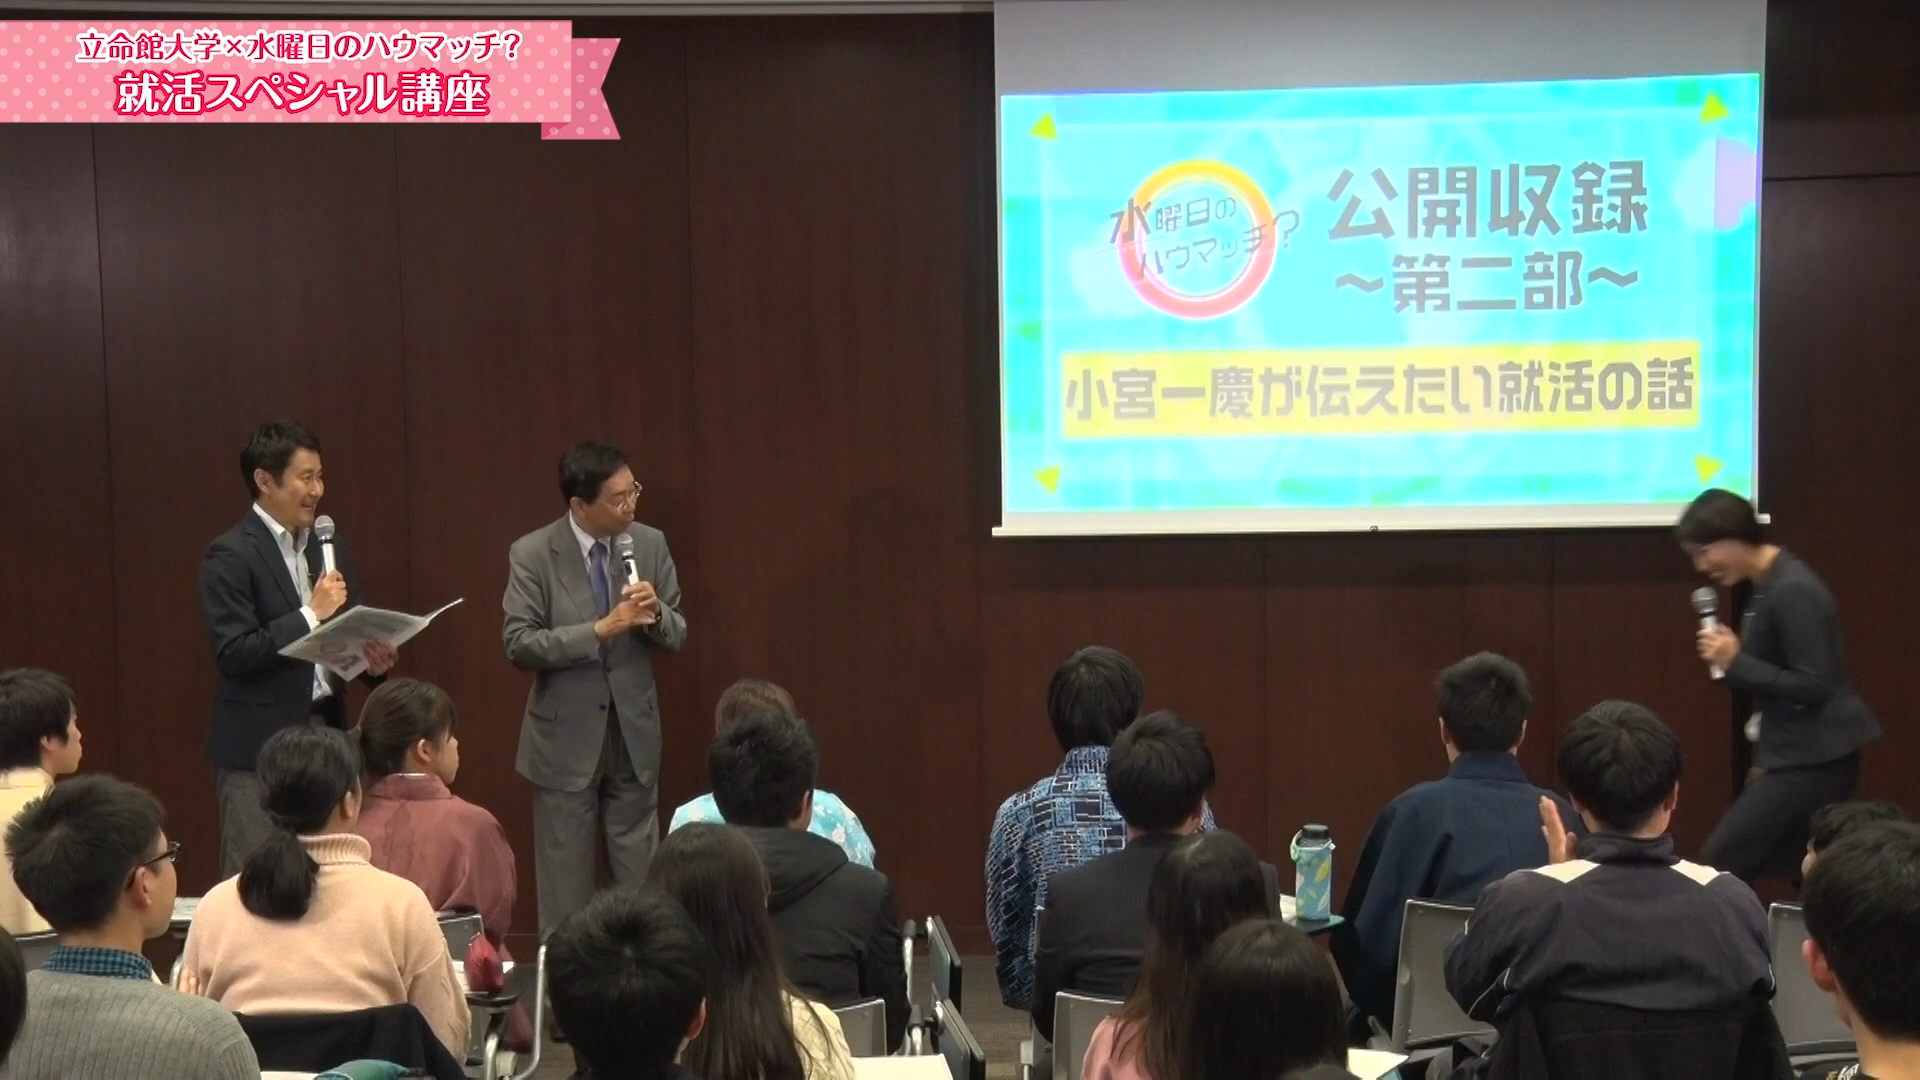 立命館大学×水曜日のハウマッチ?
就活スペシャル講座
水曜日の
ハウマッチ?
公開収録
~第二部~
小宮一慶が伝えたい就活の話